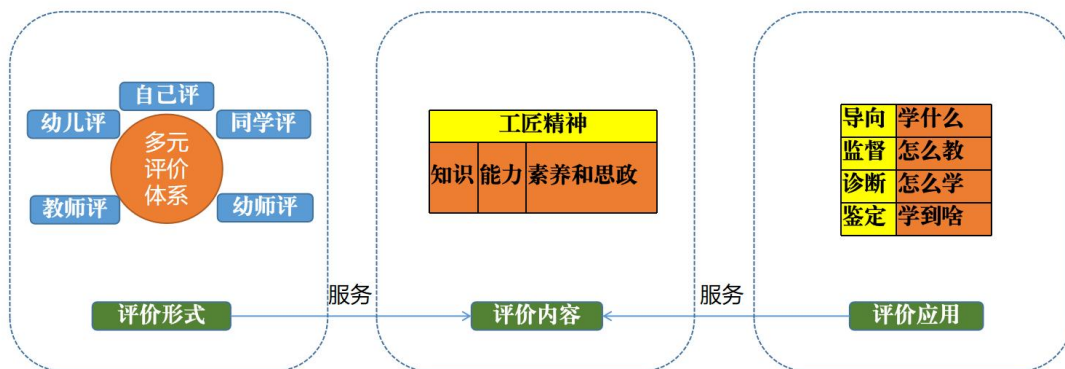 自己评
幼儿评
同学评
多元
评价
体系
教师评
幼师评
评价形式
服务
工匠精神
知识 能力 素养和思政
评价内容
服务
导向 学什么
监督 怎么教
诊断 怎么学
鉴定 学到啥
评价应用